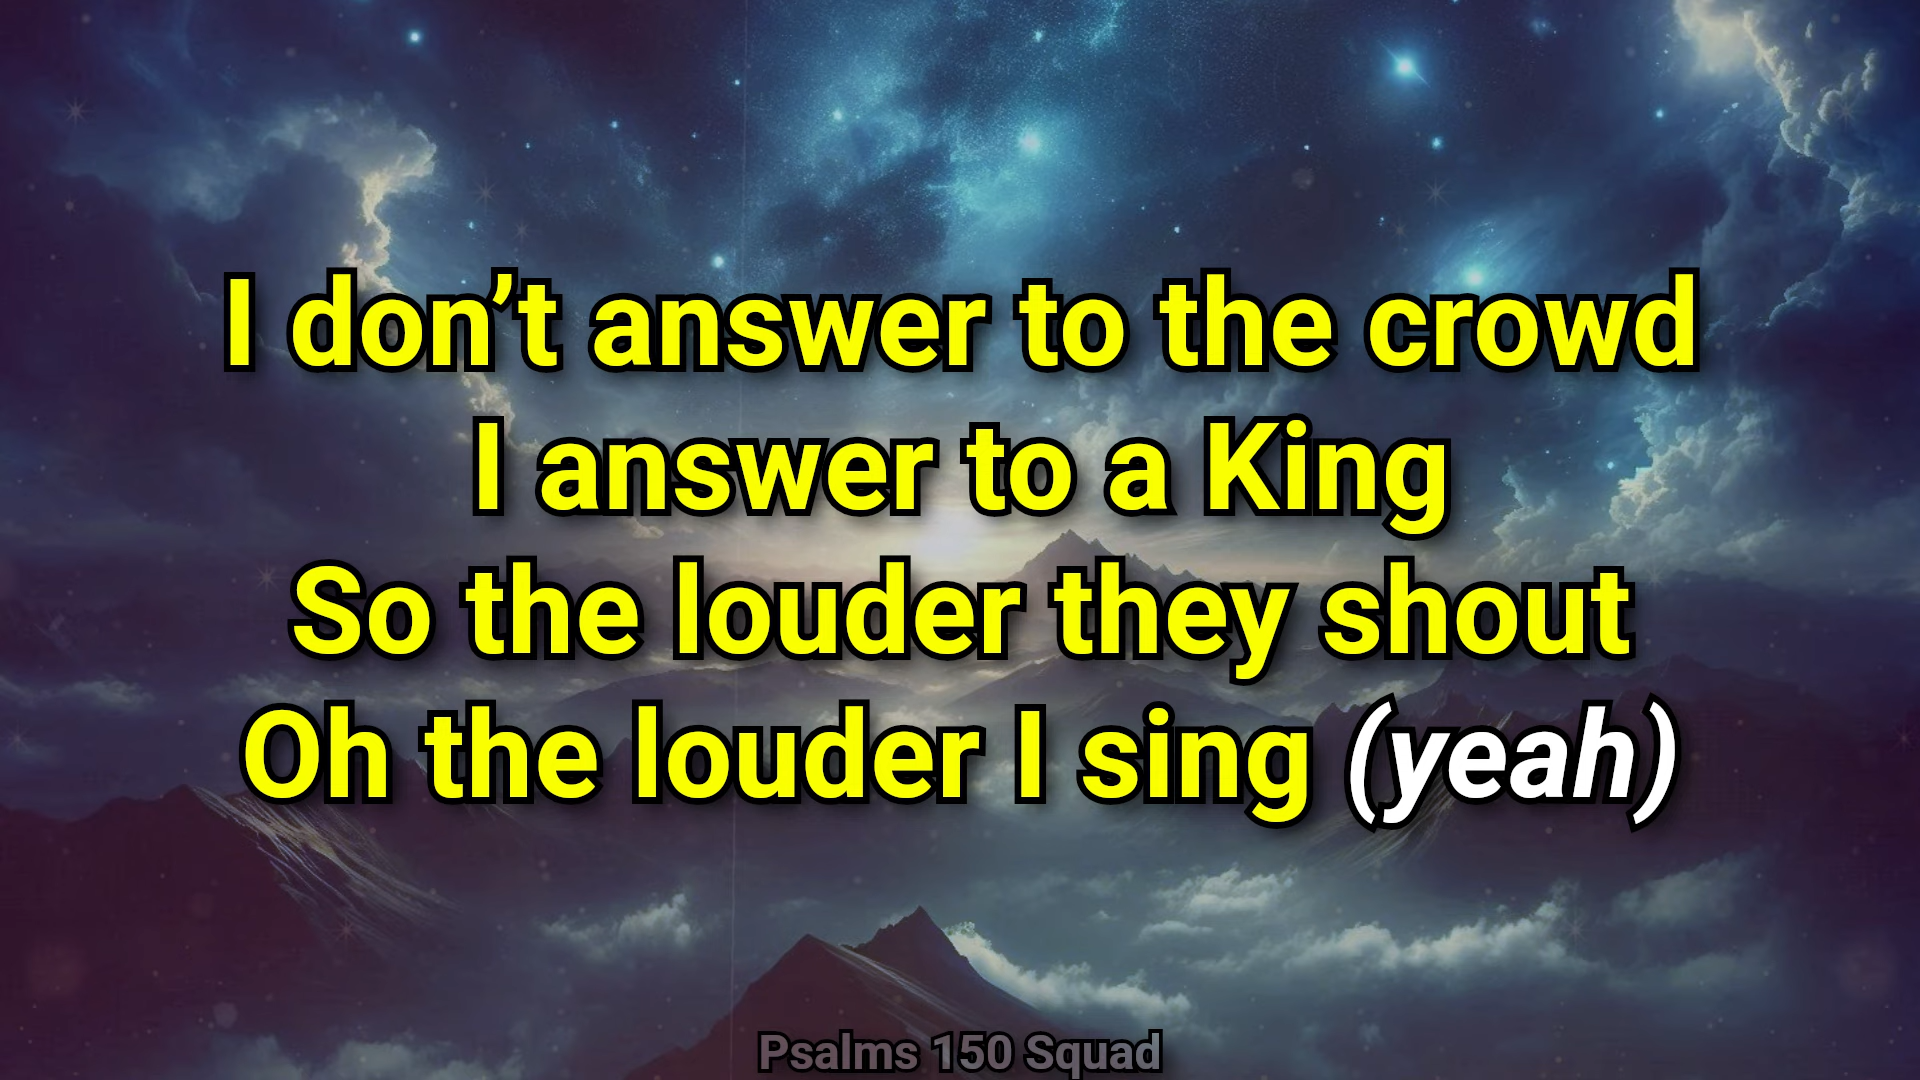 I don’t answer to the crowd
I answer to a King
So the louder they shout
Oh the louder I sing (yeah)
Psalms 150 Squad